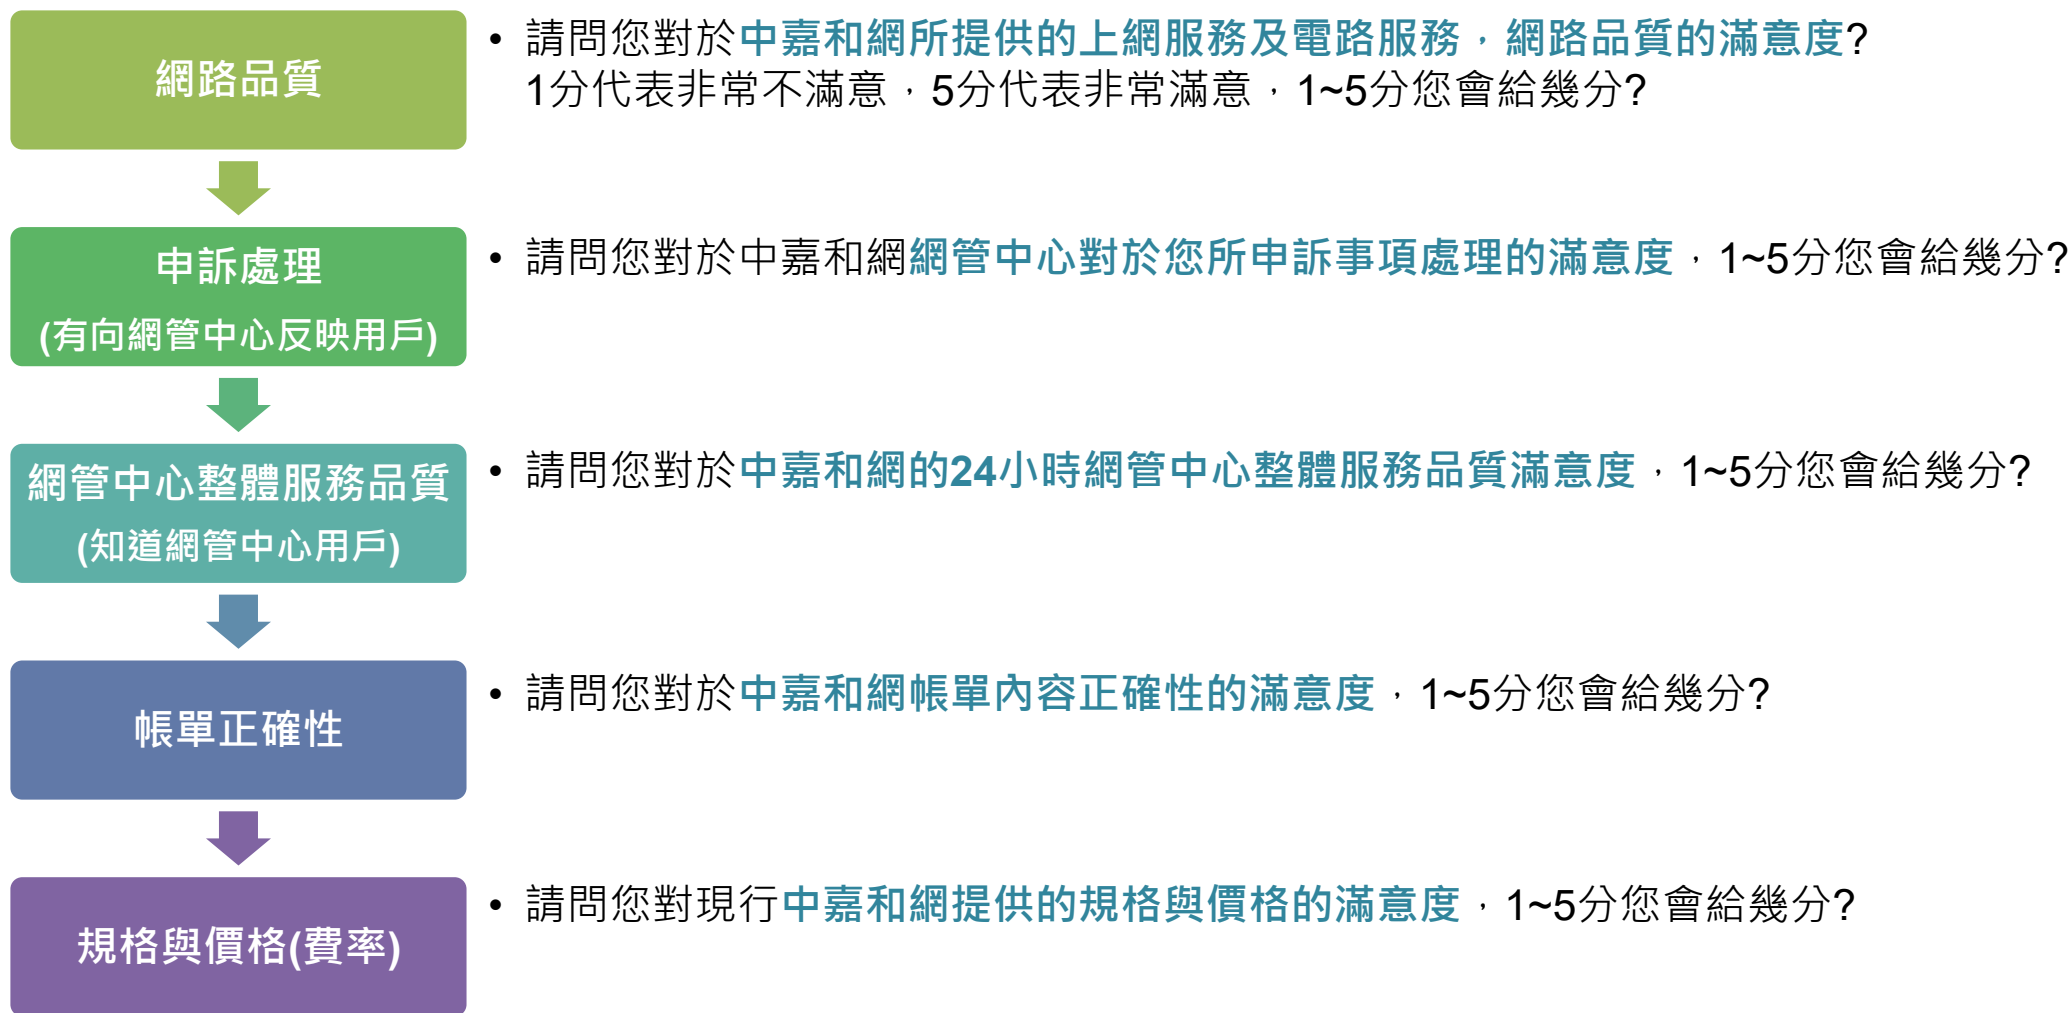 網路品質
• 請問您對於中嘉和網所提供的上網服務及電路服務，網路品質的滿意度?
1分代表非常不滿意，5分代表非常滿意，1~5分您會給幾分?
申訴處理
(有向網管中心反映用戶)
• 請問您對於中嘉和網網管中心對於您所申訴事項處理的滿意度，1~5分您會給幾分?
網管中心整體服務品質
(知道網管中心用戶)
• 請問您對於中嘉和網的24小時網管中心整體服務品質滿意度，1~5分您會給幾分?
帳單正確性
• 請問您對於中嘉和網帳單內容正確性的滿意度，1~5分您會給幾分?
規格與價格(費率)
• 請問您對現行中嘉和網提供的規格與價格的滿意度，1~5分您會給幾分?